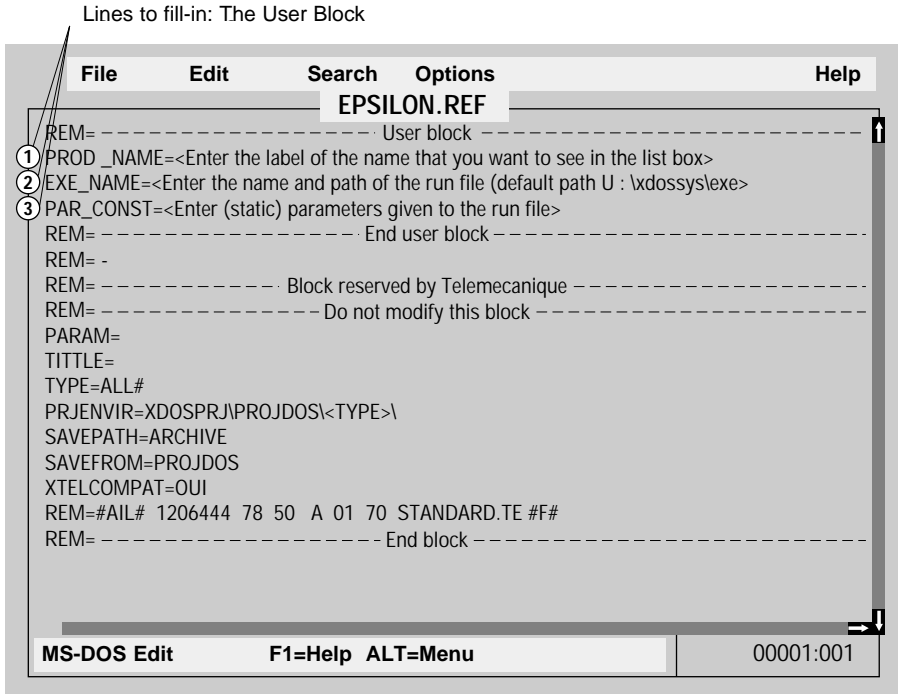 Lines to fill-in: The User Block
File Edit Search Options Help
EPSILON.REF
REM= – – – – – – – – – – – – – – – – – User block – – – – – – – – – – – – – – – – – – – – – – – –
1 PROD _NAME=<Enter the label of the name that you want to see in the list box>
2 EXE_NAME=<Enter the name and path of the run file (default path U : \xdossys\exe>
3 PAR_CONST=<Enter (static) parameters given to the run file>
REM= – – – – – – – – – – – – – – – – End user block – – – – – – – – – – – – – – – – – – – – – – – –
REM= -
REM= – – – – – – – – – – – Block reserved by Telemecanique – – – – – – – – – – – – – – – – – –
REM= – – – – – – – – – – – – – – Do not modify this block – – – – – – – – – – – – – – – – – – – – –
PARAM=
TITTLE=
TYPE=ALL#
PRJENVIR=XDOSPRJ\PROJDOS\<TYPE>\
SAVEPATH=ARCHIVE
SAVEFROM=PROJDOS
XTELCOMPAT=OUI
REM=#AIL# 1206444 78 50 A 01 70 STANDARD.TE #F#
REM= – – – – – – – – – – – – – – – – – – End block – – – – – – – – – – – – – – – – – – – – – – – – –
MS-DOS Edit F1=Help ALT=Menu 00001:001